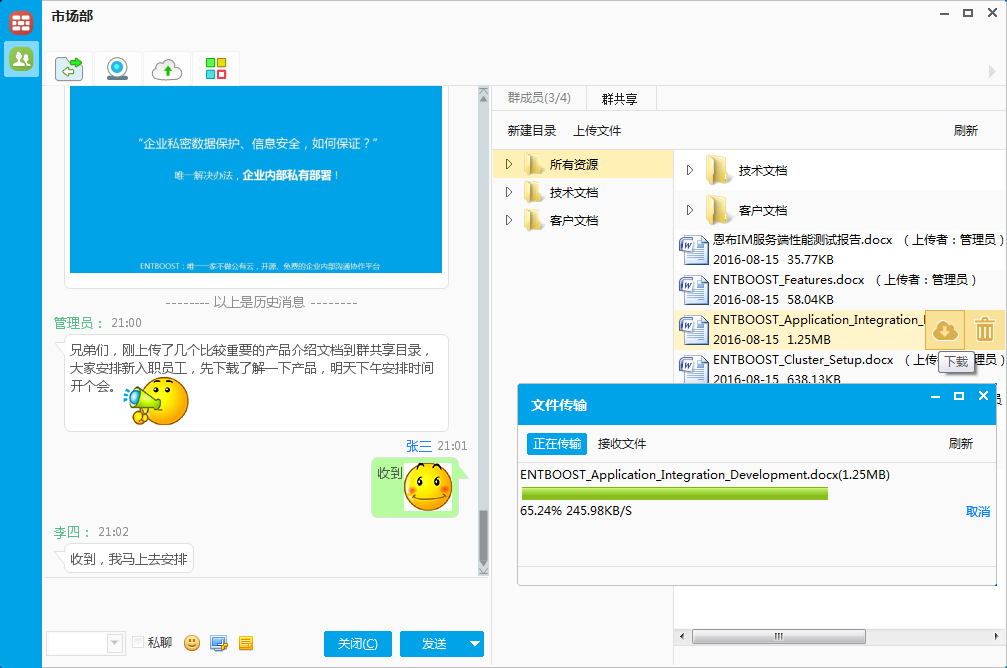 市场部
“企业私密数据保护、信息安全，如何保证？”
唯一解决办法，企业内部私有部署！
ENTBOOST：唯一一家不做公有云，开源、免费的企业内部沟通协作平台
-------- 以上是历史消息 --------
管理员： 21:00
兄弟们，刚上传了几个比较重要的产品介绍文档到群共享目录，
大家安排新入职员工，先下载了解一下产品，明天下午安排时间
开个会。
张三 21:01
收到
李四： 21:02
收到，我马上去安排
私聊
关闭(C)
发送
群成员(3/4) 群共享
新建目录 上传文件 刷新
所有资源
技术文档
客户文档
技术文档
客户文档
恩布IM服务端性能测试报告.docx （上传者：管理员）
2016-08-15 35.77KB
ENTBOOST_Features.docx （上传者：管理员）
2016-08-15 58.04KB
ENTBOOST_Application_Integration_
2016-08-15 1.25MB
下载
ENTBOOST_Cluster_Setup.docx （上传 管理员）
2016-08-15 638.13KB
员
文件传输
正在传输 接收文件 刷新
ENTBOOST_Application_Integration_Development.docx(1.25MB)
65.24% 245.98KB/S
取消